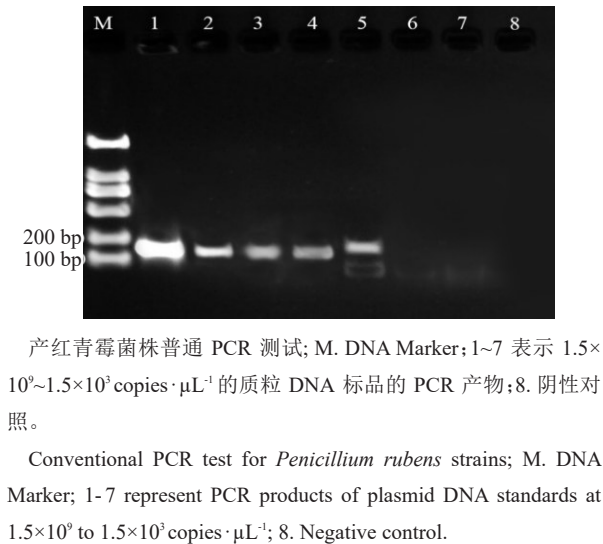 M 1 2 3 4 5 6 7 8
200 bp
100 bp
产红青霉菌株普通 PCR 测试; M. DNA Marker；1~7 表示 1.5×
10⁹~1.5×10³ copies·μL⁻¹ 的质粒 DNA 标品的 PCR 产物；8. 阴性对
照。
Conventional PCR test for Penicillium rubens strains; M. DNA
Marker; 1- 7 represent PCR products of plasmid DNA standards at
1.5×10⁹ to 1.5×10³ copies·μL⁻¹; 8. Negative control.